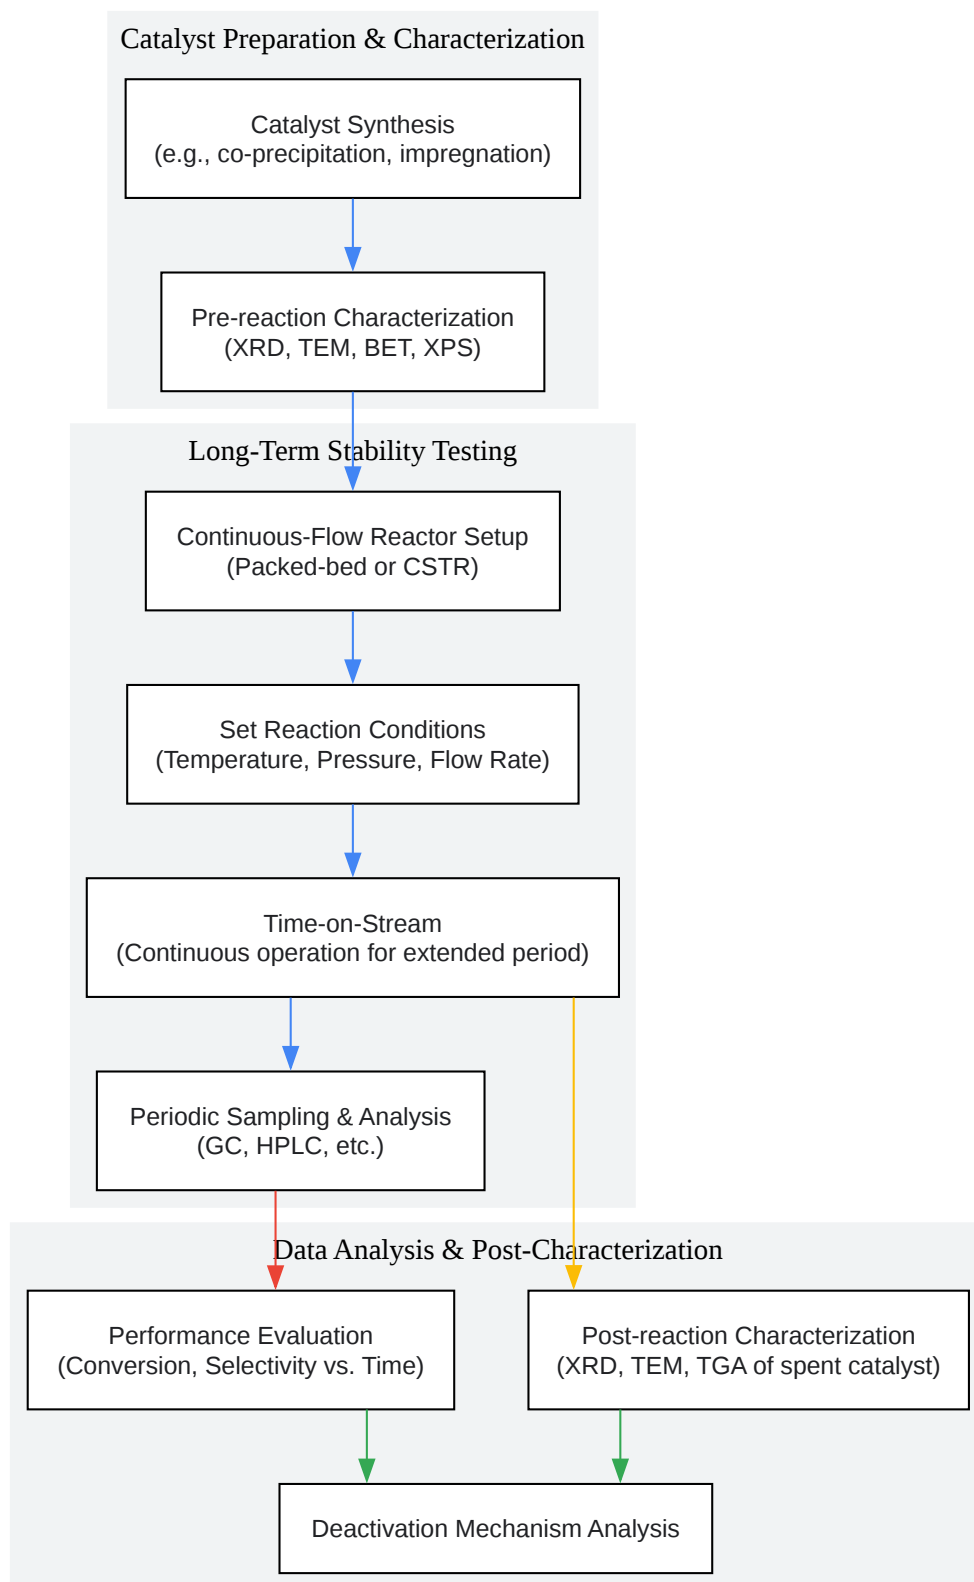 Catalyst Preparation & Characterization
Catalyst Synthesis
(e.g., co-precipitation, impregnation)
Pre-reaction Characterization
(XRD, TEM, BET, XPS)
Long-Term Stability Testing
Continuous-Flow Reactor Setup
(Packed-bed or CSTR)
Set Reaction Conditions
(Temperature, Pressure, Flow Rate)
Time-on-Stream
(Continuous operation for extended period)
Periodic Sampling & Analysis
(GC, HPLC, etc.)
Data Analysis & Post-Characterization
Performance Evaluation
(Conversion, Selectivity vs. Time)
Post-reaction Characterization
(XRD, TEM, TGA of spent catalyst)
Deactivation Mechanism Analysis